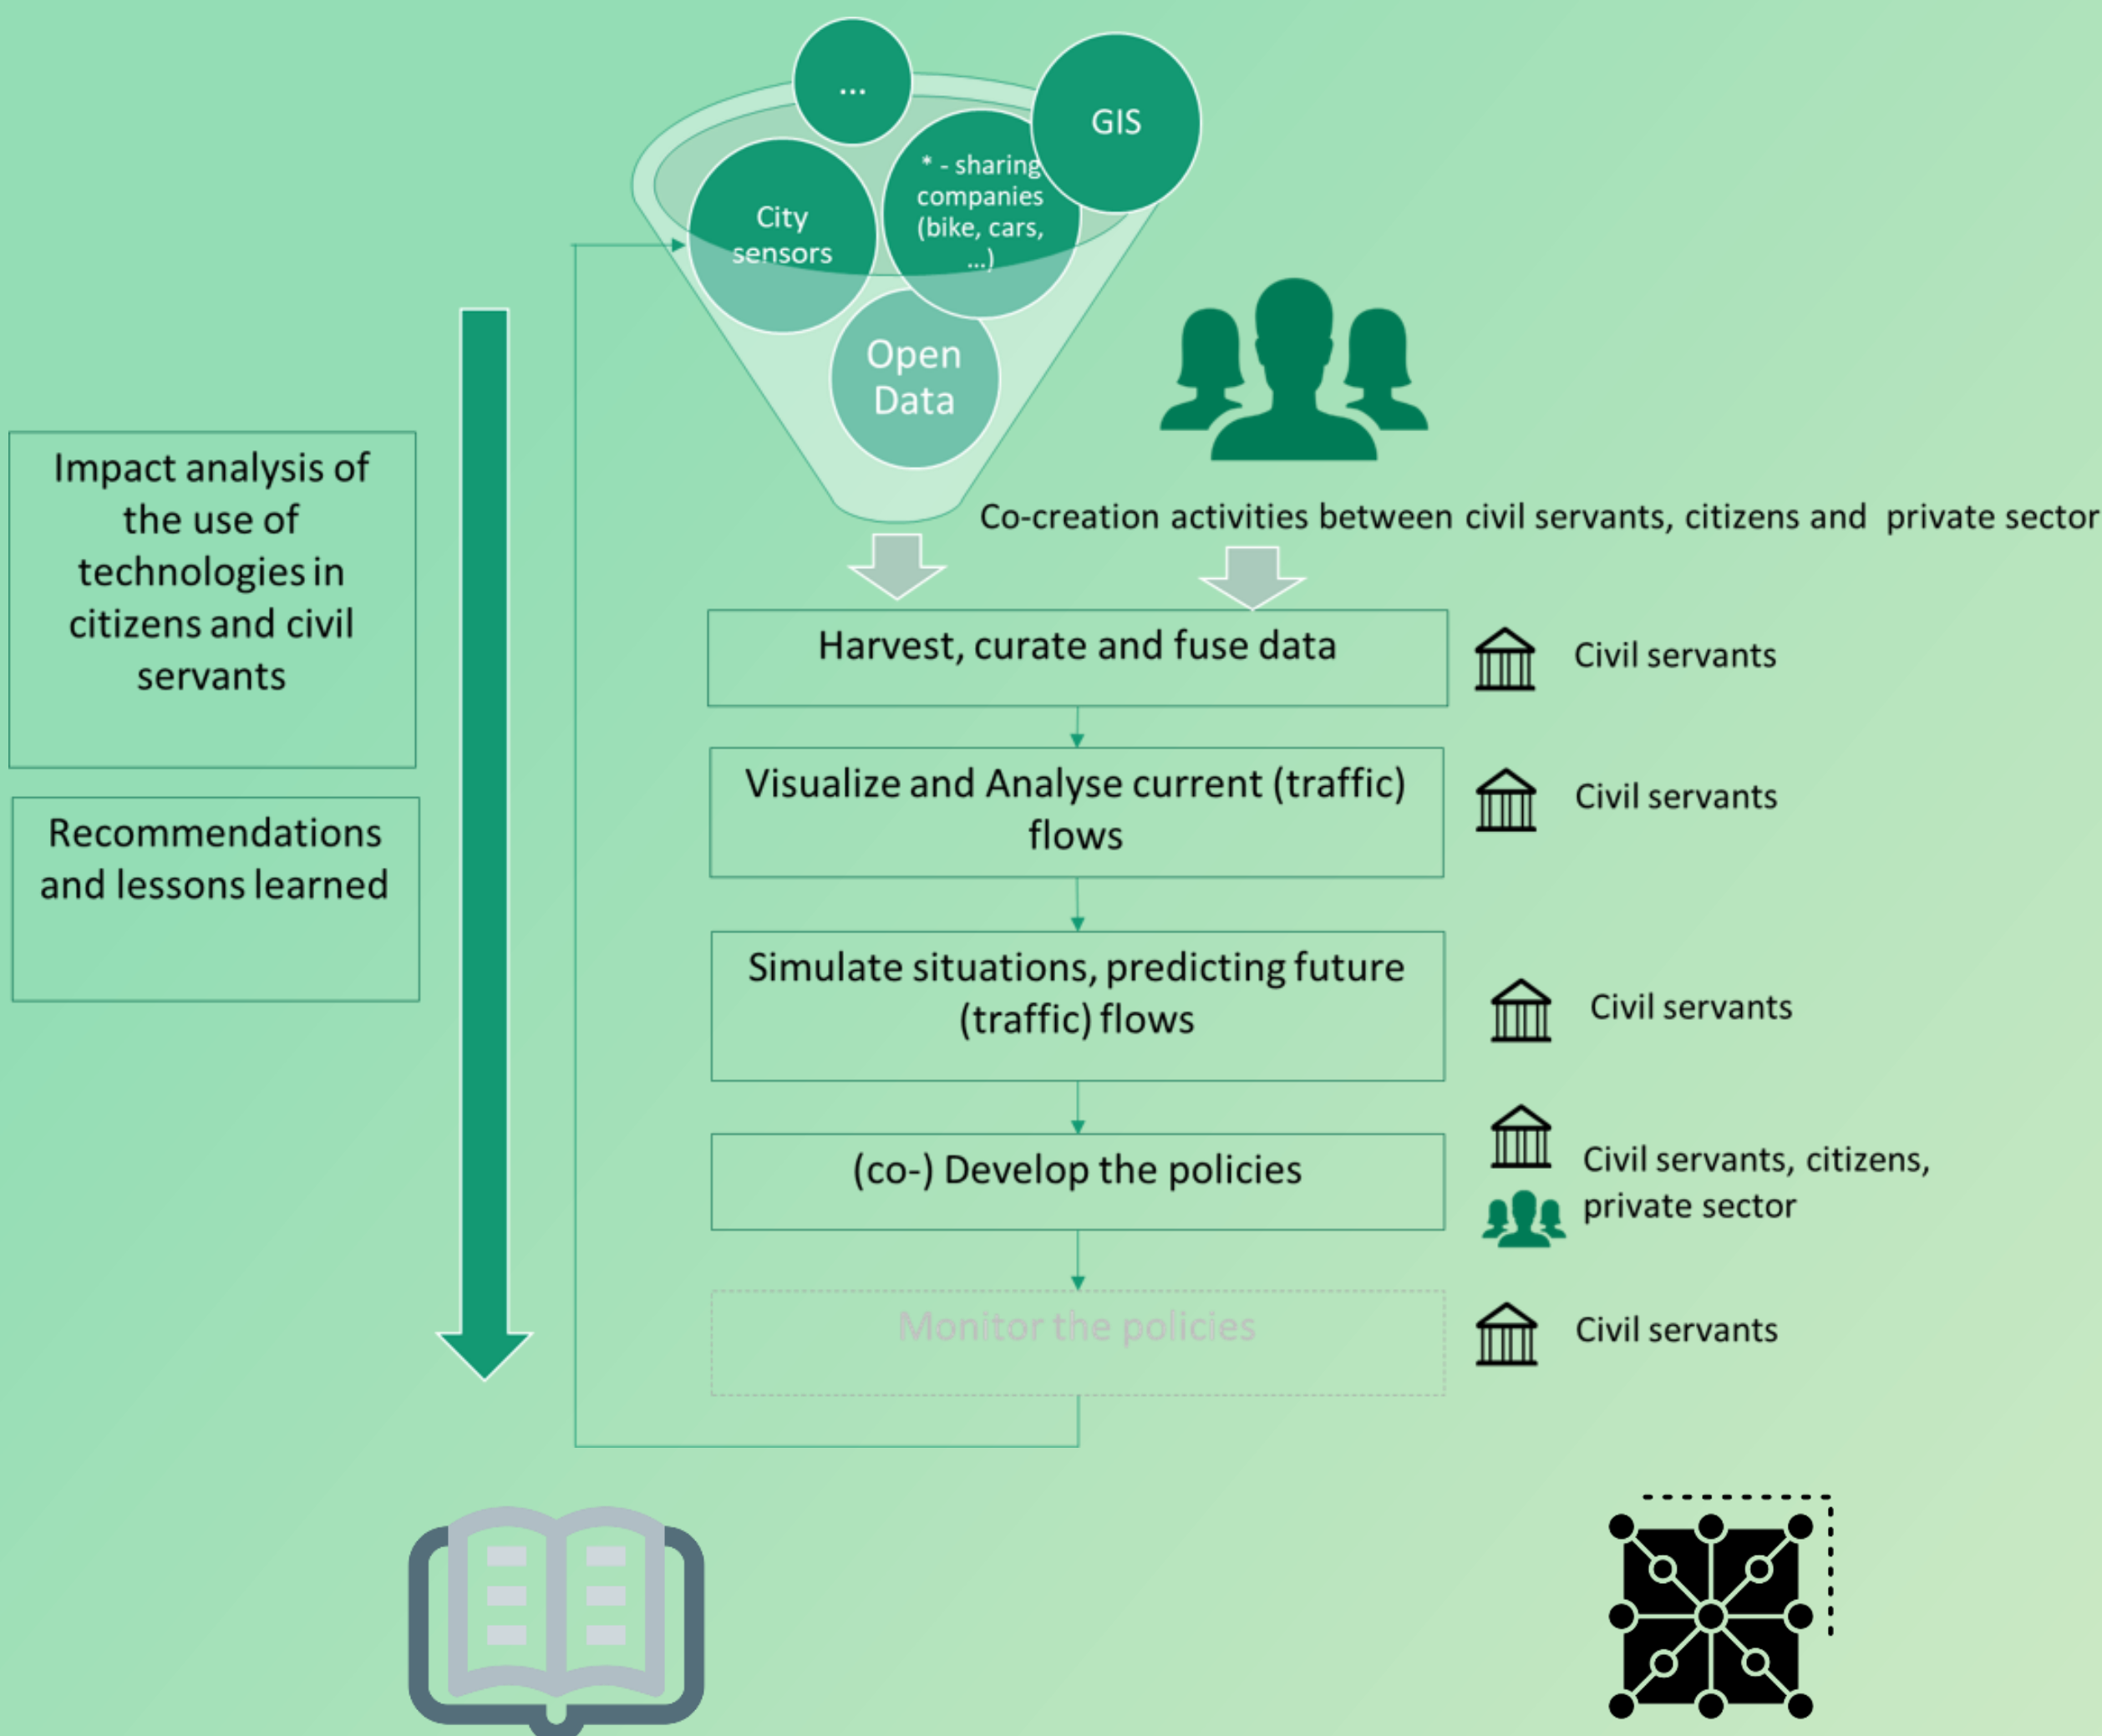 ...
GIS
* - sharing
companies
(bike, cars,
...)
City
sensors
Open
Data
Co-creation activities between civil servants, citizens and private sector
Impact analysis of
the use of
technologies in
citizens and civil
servants
Recommendations
and lessons learned
Harvest, curate and fuse data
Civil servants
Visualize and Analyse current (traffic)
flows
Civil servants
Simulate situations, predicting future
(traffic) flows
Civil servants
(co-) Develop the policies
Civil servants, citizens,
private sector
Monitor the policies
Civil servants